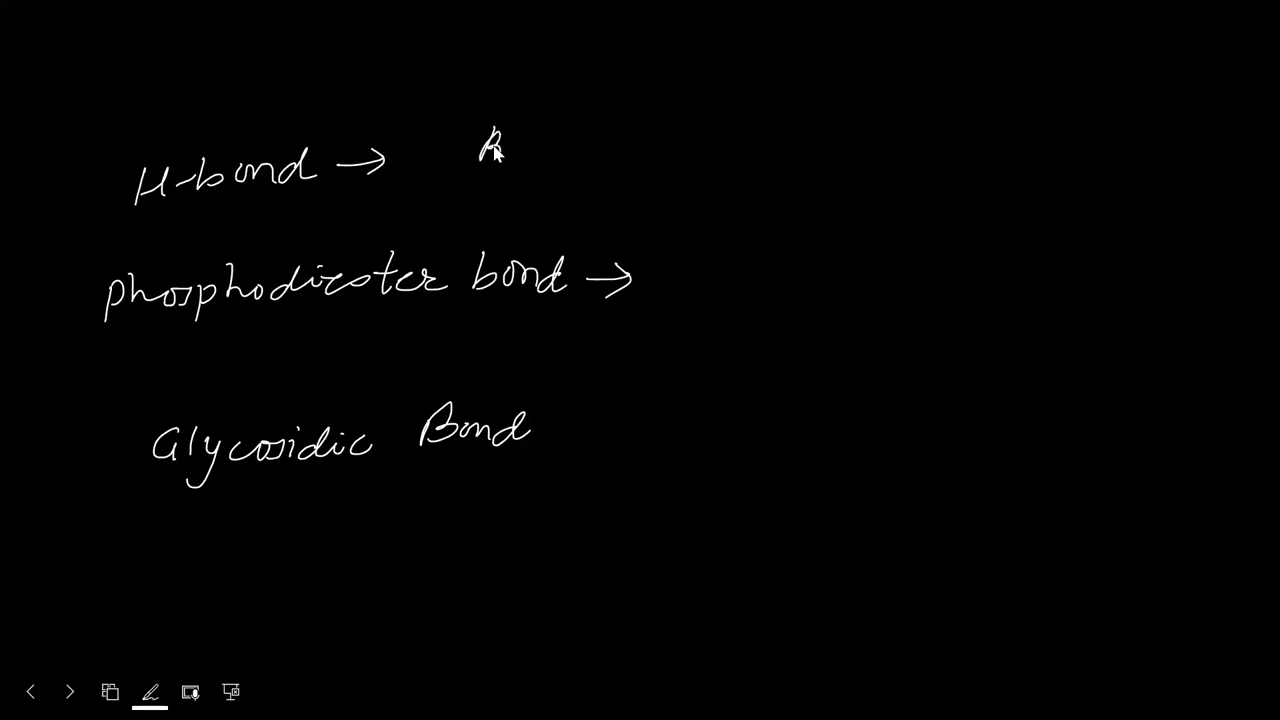 H-bond →
phosphodiester bond →
Glycosidic Bond